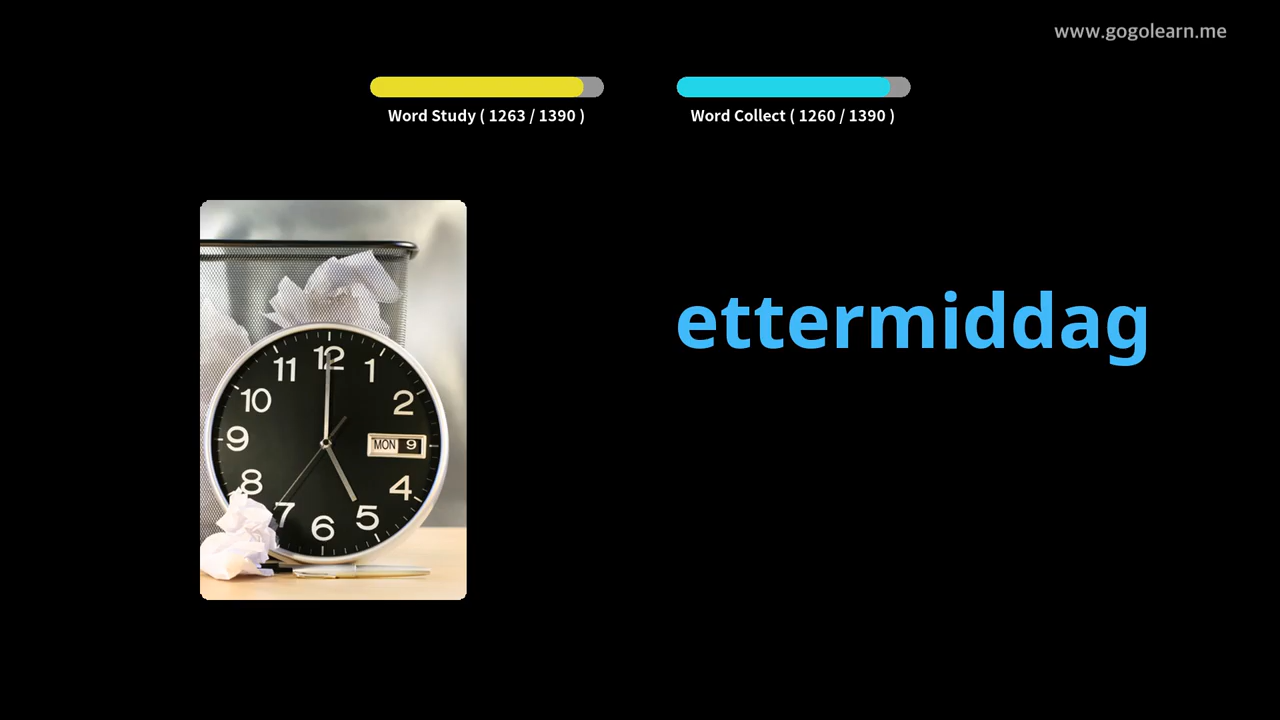 www.gogolearn.me
Word Study ( 1263 / 1390 )
Word Collect ( 1260 / 1390 )
ettermiddag
12
11
1
10
2
9
MON 9
8
4
7
5
6